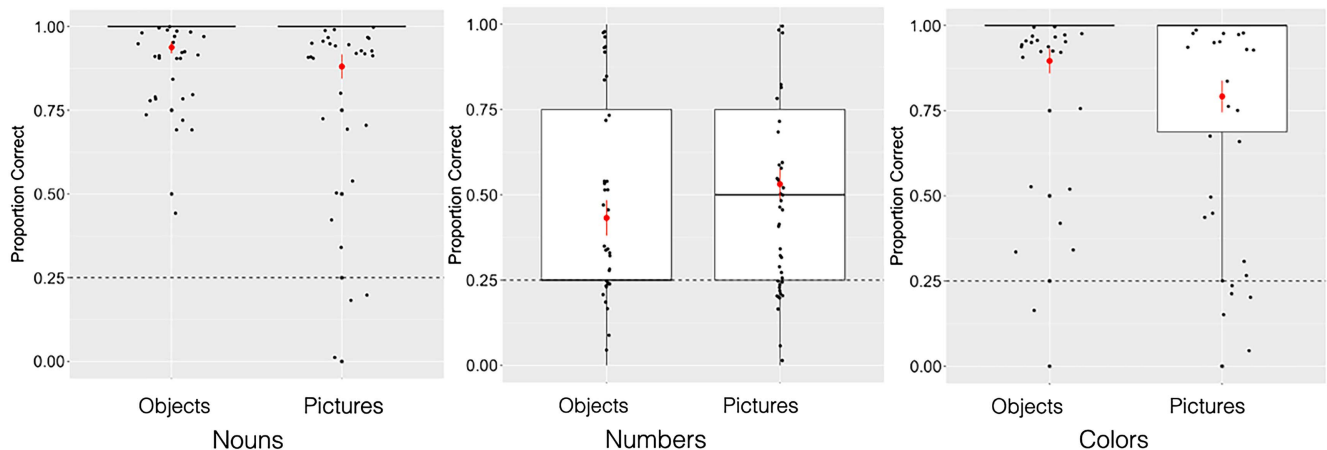 Proportion Correct
1.00
0.75
0.50
0.25
0.00
Objects
Pictures
Nouns
Proportion Correct
1.00
0.75
0.50
0.25
0.00
Objects
Pictures
Numbers
Proportion Correct
1.00
0.75
0.50
0.25
0.00
Objects
Pictures
Colors